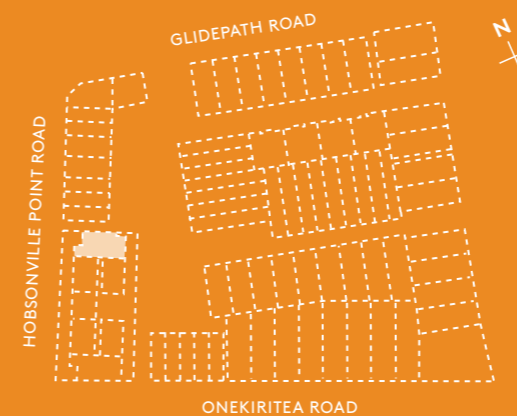 GLIDEPATH ROAD
N
HOBSONVILLE POINT ROAD
ONEKIRITEA ROAD